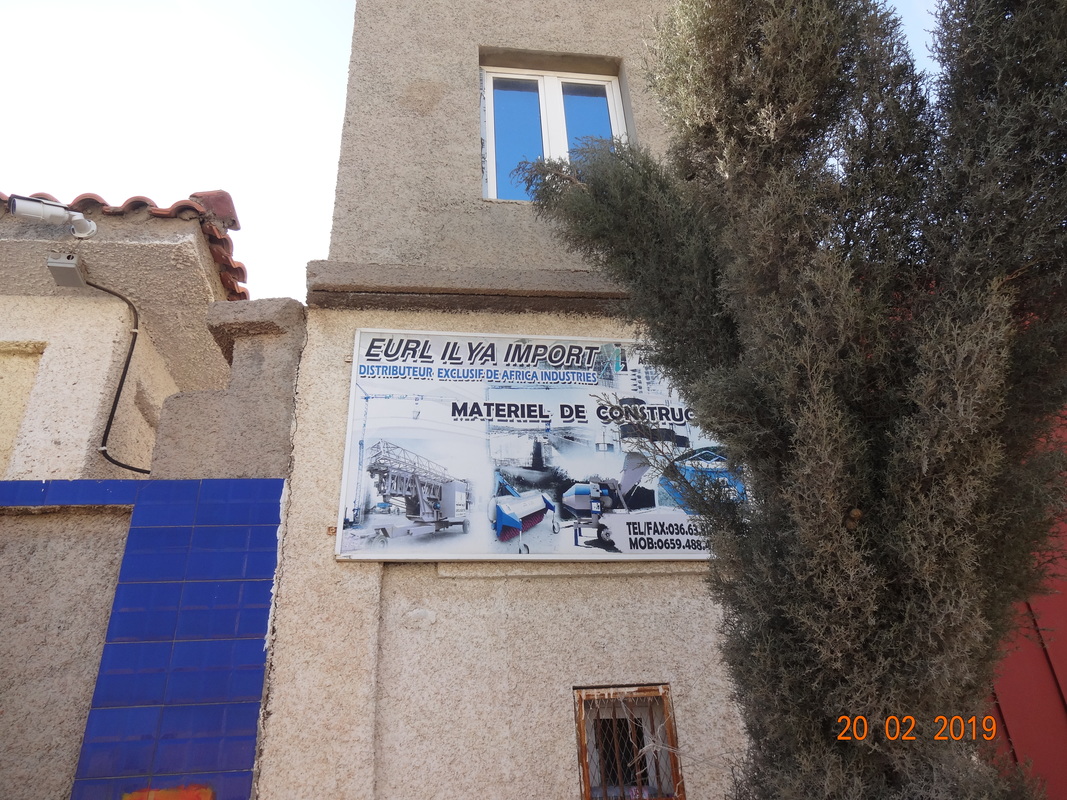 EURL ILYA IMPORT
DISTRIBUTEUR EXCLUSIF DE AFRICA INDUSTRIES
MATERIEL DE
TEL/FAX:036.63.
MOB:0659.488.
20 02 2019